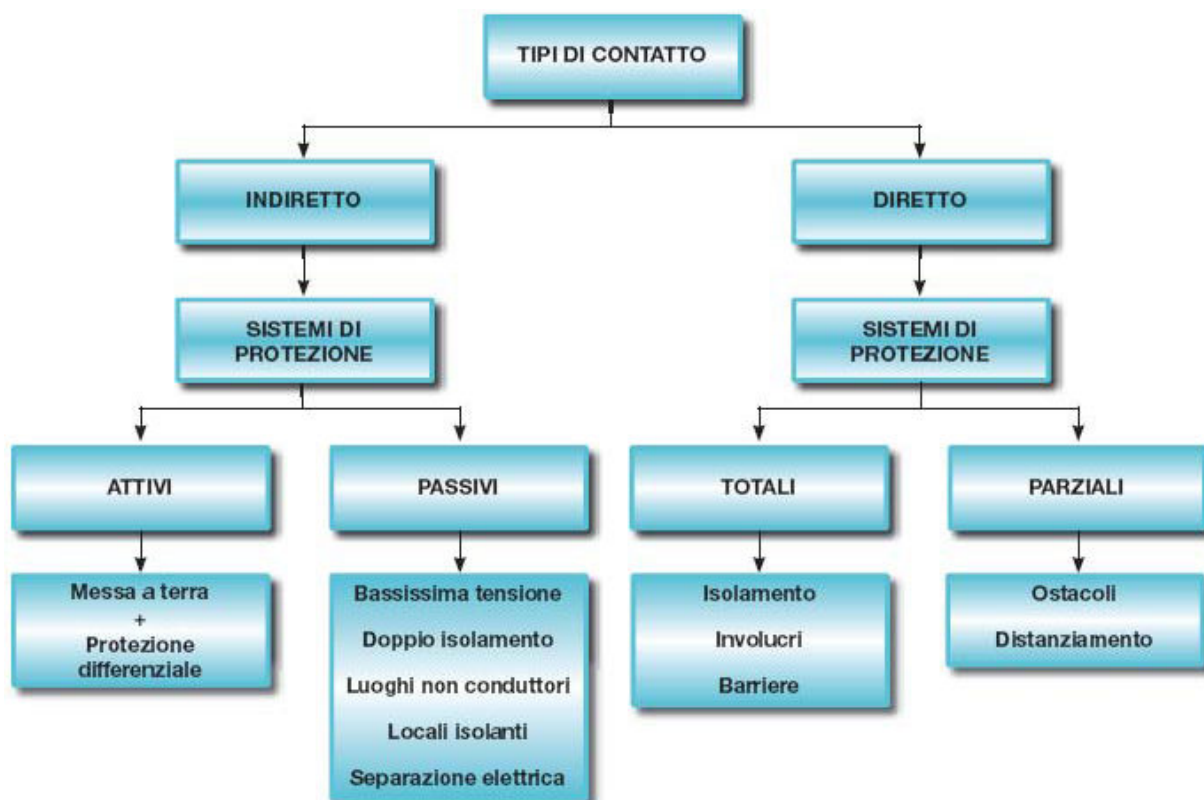 TIPI DI CONTATTO
INDIRETTO
DIRETTO
SISTEMI DI
PROTEZIONE
SISTEMI DI
PROTEZIONE
ATTIVI
PASSIVI
TOTALI
PARZIALI
Messa a terra
+
Protezione
differenziale
Bassissima tensione
Doppio isolamento
Luoghi non conduttori
Locali isolanti
Separazione elettrica
Isolamento
Involucri
Barriere
Ostacoli
Distanziamento